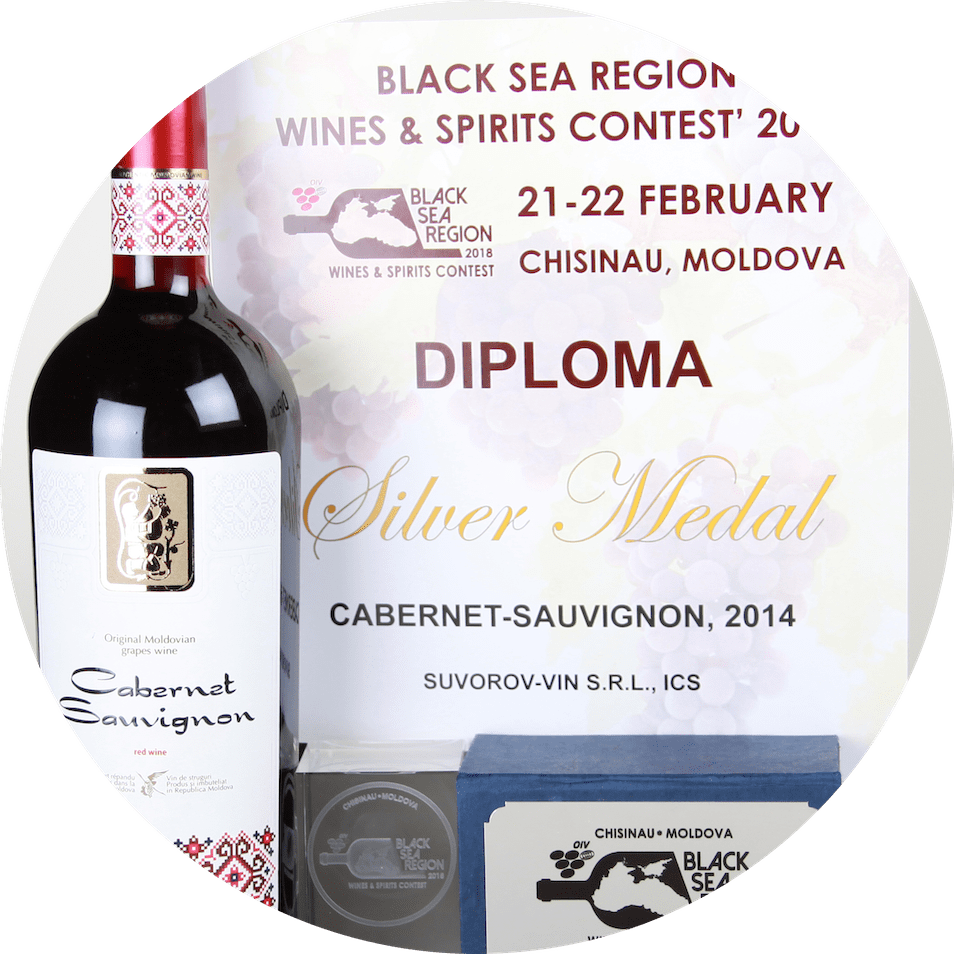 BLACK SEA REGION
WINES & SPIRITS CONTEST’ 20
OIV
BLACK
SEA
REGION
2018
WINES & SPIRITS CONTEST
21-22 FEBRUARY
CHISINAU, MOLDOVA
DIPLOMA
Silver Medal
CABERNET-SAUVIGNON, 2014
SUVOROV-VIN S.R.L., ICS
Original Moldovian
grapes wine
Cabernet
Sauvignon
red wine
Vin de struguri
Produs și îmbuteliat
în Republica Moldova
CHISINAU•MOLDOVA
BLACK
SEA
REGION
2018
WINES & SPIRITS CONTEST
CHISINAU•MOLDOVA
OIV
BLACK
SEA